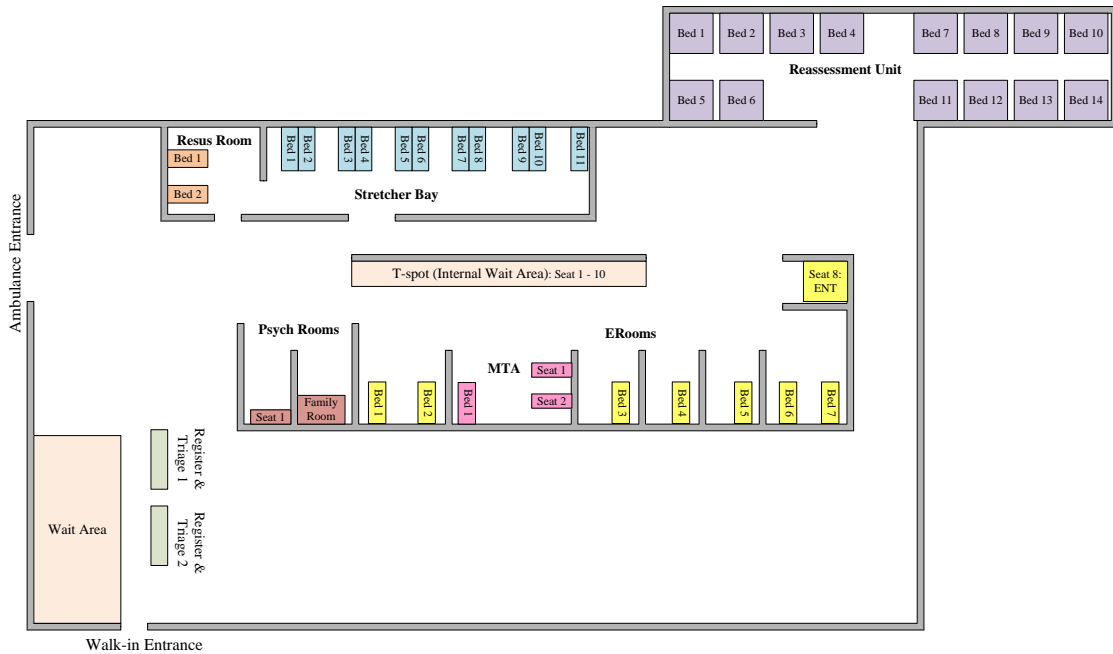 Bed 1
Bed 2
Bed 3
Bed 4
Bed 7
Bed 8
Bed 9
Bed 10
Reassessment Unit
Bed 5
Bed 6
Bed 11
Bed 12
Bed 13
Bed 14
Resus Room
Bed 1
Bed 2
Bed 1
Bed 2
Bed 3
Bed 4
Bed 5
Bed 6
Bed 7
Bed 8
Bed 9
Bed 10
Bed 11
Stretcher Bay
Ambulance Entrance
T-spot (Internal Wait Area): Seat 1 - 10
Seat 8:
ENT
Psych Rooms
ERooms
MTA
Seat 1
Family
Room
Bed 1
Bed 2
Bed 1
Seat 1
Seat 2
Bed 3
Bed 4
Bed 5
Bed 6
Bed 7
Register &
Triage 1
Register &
Triage 2
Wait Area
Walk-in Entrance